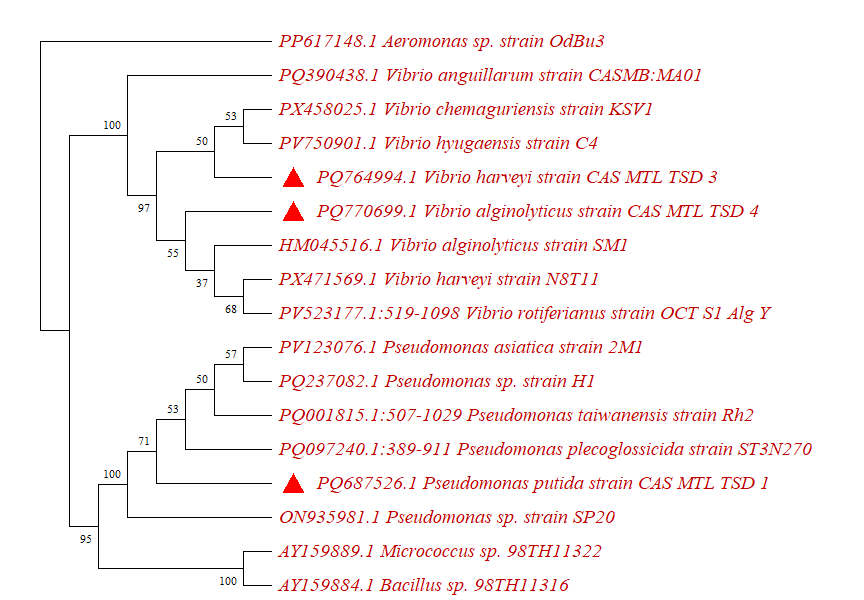 PP617148.1 Aeromonas sp. strain OdBu3
PQ390438.1 Vibrio anguillarum strain CASMB:MA01
100
53
PX458025.1 Vibrio chemaguriensis strain KSV1
50
PV750901.1 Vibrio hyugaensis strain C4
PQ764994.1 Vibrio harveyi strain CAS MTL TSD 3
97
PQ770699.1 Vibrio alginolyticus strain CAS MTL TSD 4
55
HM045516.1 Vibrio alginolyticus strain SM1
37
PX471569.1 Vibrio harveyi strain N8T11
68
PV523177.1:519-1098 Vibrio rotiferianus strain OCT S1 Alg Y
57
PV123076.1 Pseudomonas asiatica strain 2M1
50
PQ237082.1 Pseudomonas sp. strain H1
53
PQ001815.1:507-1029 Pseudomonas taiwanensis strain Rh2
71
PQ097240.1:389-911 Pseudomonas plecoglossicida strain ST3N270
100
PQ687526.1 Pseudomonas putida strain CAS MTL TSD 1
ON935981.1 Pseudomonas sp. strain SP20
95
AY159889.1 Micrococcus sp. 98TH11322
100
AY159884.1 Bacillus sp. 98TH11316